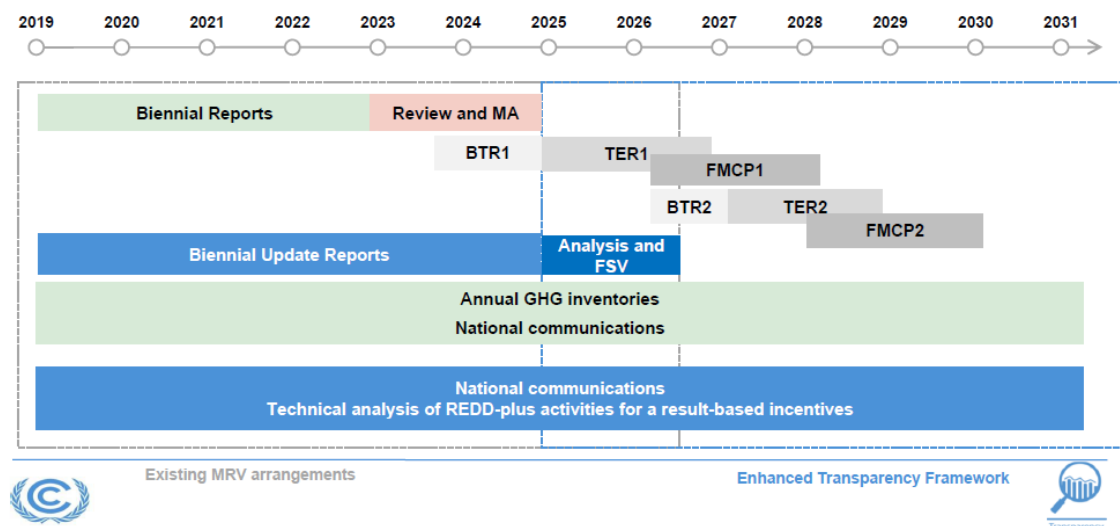 2019 2020 2021 2022 2023 2024 2025 2026 2027 2028 2029 2030 2031
Biennial Reports
Review and MA
BTR1
TER1
FMCP1
BTR2
TER2
FMCP2
Biennial Update Reports
Analysis and
FSV
Annual GHG inventories
National communications
National communications
Technical analysis of REDD-plus activities for a result-based incentives
Existing MRV arrangements
Enhanced Transparency Framework